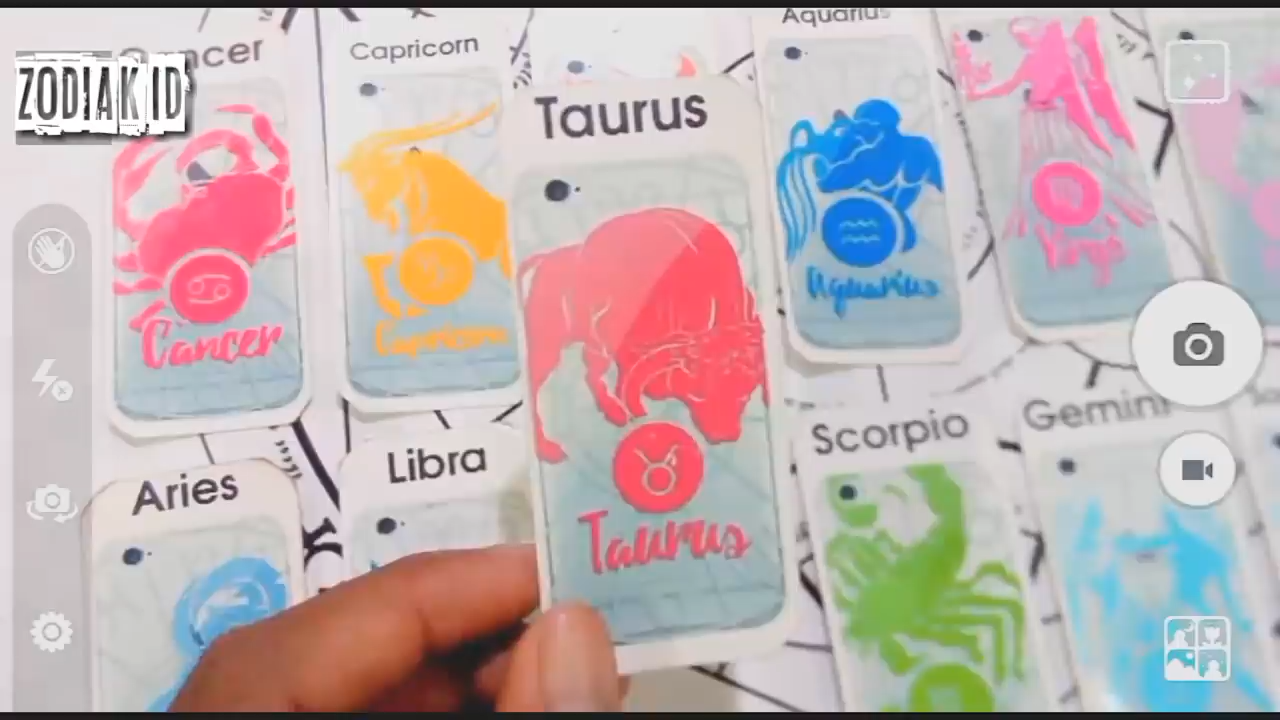 ZODIAK ID
Cancer
Capricorn
Taurus
Aquarius
Cancer
Capricorn
Taurus
Aquarius
Virgo
Aries
Libra
Scorpio
Gemini